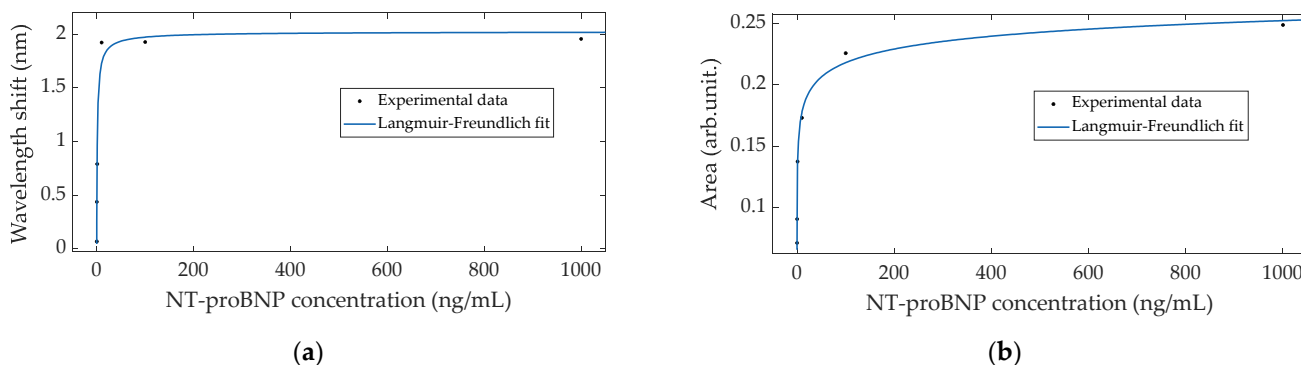 2
1.5
1
0.5
0
Wavelength shift (nm)
Experimental data
Langmuir-Freundlich fit
0 200 400 600 800 1000
NT-proBNP concentration (ng/mL)
(a)
0.25
0.2
0.15
0.1
Area (arb.unit.)
Experimental data
Langmuir-Freundlich fit
0 200 400 600 800 1000
NT-proBNP concentration (ng/mL)
(b)